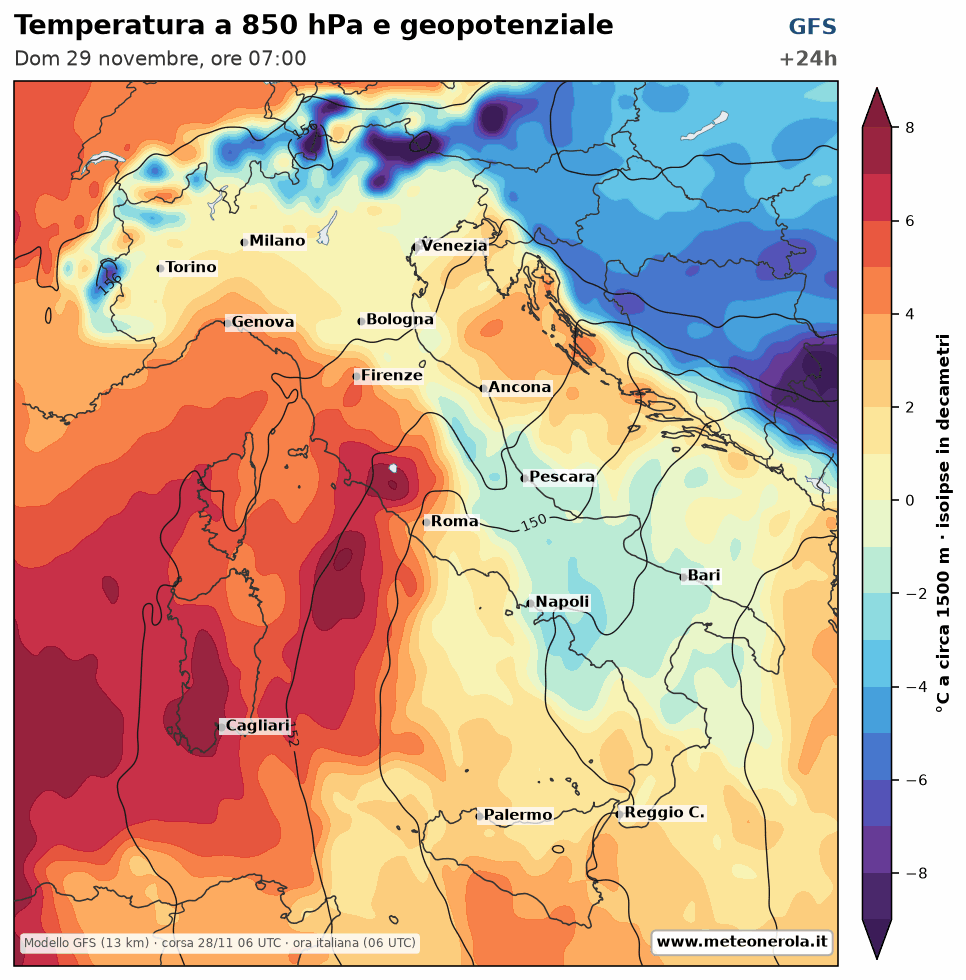 Temperatura a 850 hPa e geopotenziale
GFS
Dom 29 novembre, ore 07:00
+24h
156
Milano
Venezia
Torino
156
Genova
Bologna
Firenze
Ancona
Pescara
Roma
150
Bari
Napoli
Cagliari
152
Palermo
Reggio C.
8
6
4
2
0
−2
−4
−6
−8
°C a circa 1500 m · isoipse in decametri
Modello GFS (13 km) · corsa 28/11 06 UTC · ora italiana (06 UTC)
www.meteonerola.it